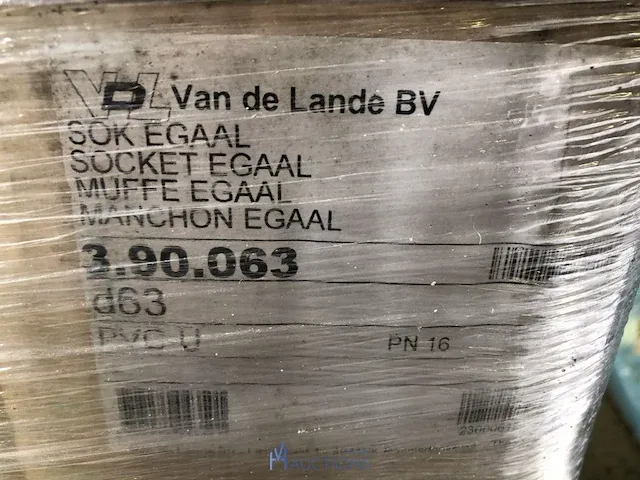 VDL Van de Lande BV
SOK EGAAL
SOCKET EGAAL
MUFFE EGAAL
MANCHON EGAAL
3.90.063
d63
PVC-U PN 16